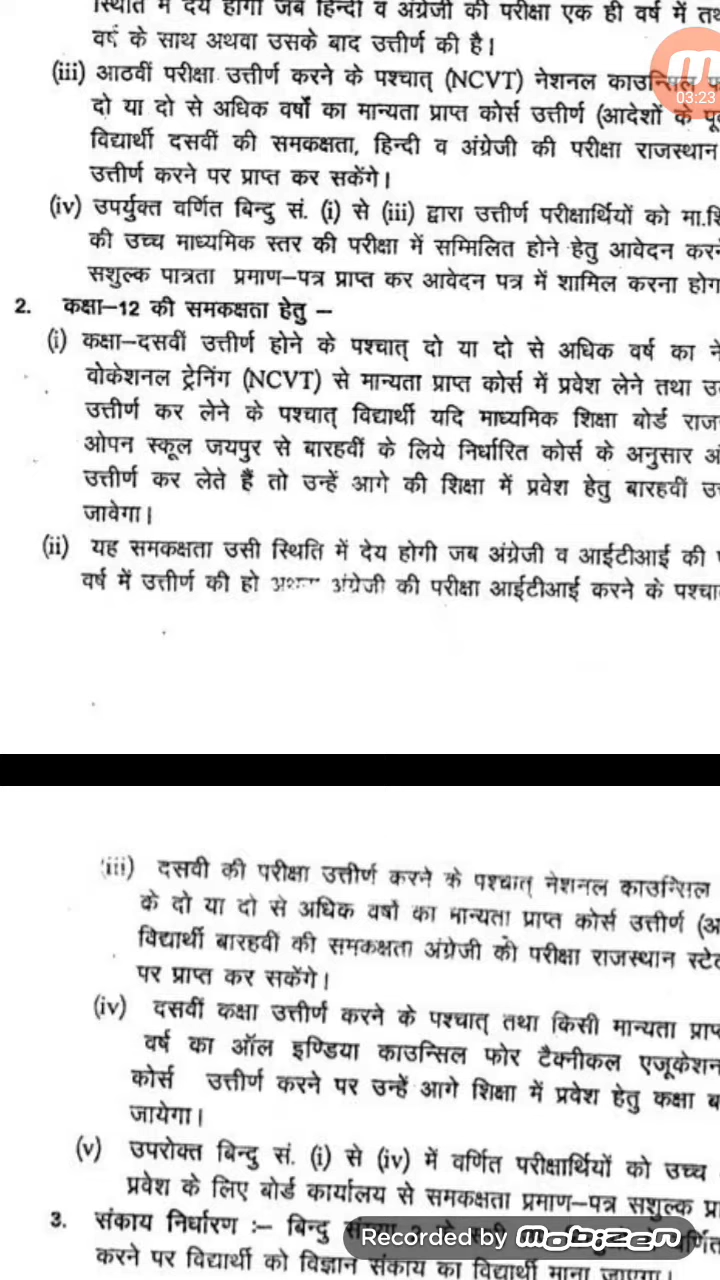 स्थिति में देय होगी जब हिन्दी व अंग्रेजी की परीक्षा एक ही वर्ष में
वर्ष के साथ अथवा उसके बाद उत्तीर्ण की है।
(iii) आठवीं परीक्षा उत्तीर्ण करने के पश्चात् (NCVT) नेशनल काउन्सिल
03:23
दो या दो से अधिक वर्षों का मान्यता प्राप्त कोर्स उत्तीर्ण (आदेशों के
विद्यार्थी दसवीं की समकक्षता, हिन्दी व अंग्रेजी की परीक्षा राजस्थान
उत्तीर्ण करने पर प्राप्त कर सकेंगे।
(iv) उपर्युक्त वर्णित बिन्दु सं. (i) से (iii) द्वारा उत्तीर्ण परीक्षार्थियों को मा.
की उच्च माध्यमिक स्तर की परीक्षा में सम्मिलित होने हेतु आवेदन
सशुल्क पात्रता प्रमाण–पत्र प्राप्त कर आवेदन पत्र में शामिल करना
2. कक्षा–12 की समकक्षता हेतु –
(i) कक्षा–दसवीं उत्तीर्ण होने के पश्चात् दो या दो से अधिक वर्ष का
वोकेशनल ट्रेनिंग (NCVT) से मान्यता प्राप्त कोर्स में प्रवेश लेने तथा
उत्तीर्ण कर लेने के पश्चात् विद्यार्थी यदि माध्यमिक शिक्षा बोर्ड
ओपन स्कूल जयपुर से बारहवीं के लिये निर्धारित कोर्स के अनुसार
उत्तीर्ण कर लेते हैं तो उन्हें आगे की शिक्षा में प्रवेश हेतु बारहवीं
जावेगा।
(ii) यह समकक्षता उसी स्थिति में देय होगी जब अंग्रेजी व आईटीआई की
वर्ष में उत्तीर्ण की हो अंग्रेजी की परीक्षा आईटीआई करने के
iii) दसवी की परीक्षा उत्तीर्ण करने के पश्चात् नेशनल काउन्सिल
के दो या दो से अधिक वर्षों का मान्यता प्राप्त कोर्स उत्तीर्ण
विद्यार्थी बारहवीं की समकक्षता अंग्रेजी की परीक्षा राजस्थान
पर प्राप्त कर सकेंगे।
(iv) दसवीं कक्षा उत्तीर्ण करने के पश्चात् तथा किसी मान्यता
वर्ष का ऑल इण्डिया काउन्सिल फोर टैक्नीकल एजूकेशन
कोर्स उत्तीर्ण करने पर उन्हें आगे शिक्षा में प्रवेश हेतु कक्षा
जायेगा।
(v) उपरोक्त बिन्दु सं. (i) से (iv) में वर्णित परीक्षार्थियों को उच्च
प्रवेश के लिए बोर्ड कार्यालय से समकक्षता प्रमाण–पत्र सशुल्क
3. संकाय निर्धारण :– बिन्दु
Recorded by mobizen
करने पर विद्यार्थी को विज्ञान संकाय का विद्यार्थी माना जाएगा।